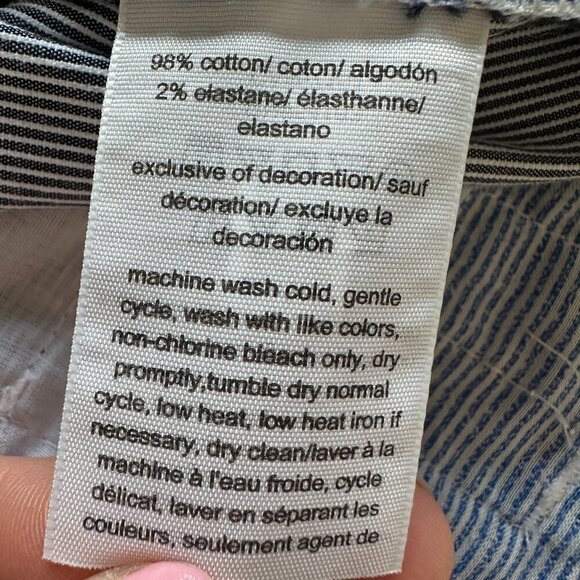 98% cotton/ coton/ algodón
2% elastane/ élasthanne/
elastano
exclusive of decoration/ sauf
décoration/ excluye la
decoración
machine wash cold, gentle
cycle, wash with like colors,
non-chlorine bleach only, dry
promptly,tumble dry normal
cycle, low heat, low heat iron if
necessary, dry clean/laver à la
machine à l'eau froide, cycle
délicat, laver en séparant les
couleurs, seulement agent de